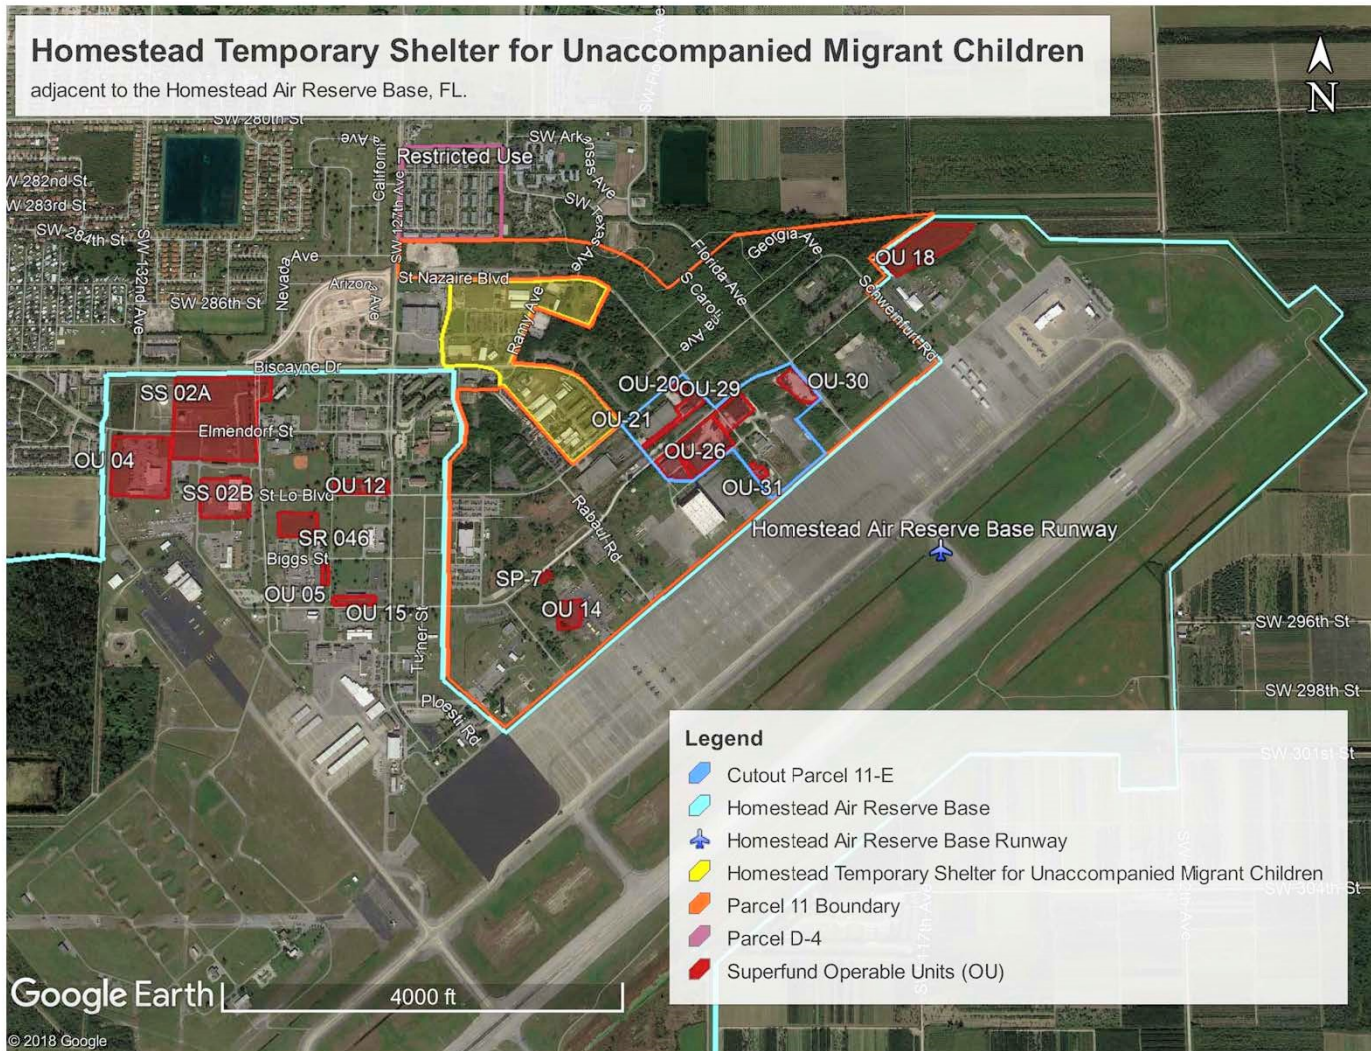 Homestead Temporary Shelter for Unaccompanied Migrant Children
adjacent to the Homestead Air Reserve Base, FL.
N
SW 280th St
SW Ark
ansas Ave
Ave
Californi
Restricted Use
W 282nd St
W 283rd St
SW 284th St
SW 127th Ave
SW Texas Ave
SW 132nd Ave
Nevada Ave
Florida Ave
Georgia Ave
OU 18
St Nazaire Blvd
SW 286th St
Arizona Ave
S Carolina Ave
Schweinfurt Rd
Ramy Ave
Biscayne Dr
SS 02A
OU-20
OU-29
OU-30
OU-21
Elmendorf St
OU 04
OU-26
SS 02B
St Lo Blvd
OU 12
OU-31
Rabaul Rd
SR 046
Homestead Air Reserve Base Runway
Biggs St
SP-7
OU 05
OU 14
OU 15
Turner St
SW 296th St
SW 298th St
Ploesti Rd
SW 301st St
SW 304th St
Legend
Cutout Parcel 11-E
Homestead Air Reserve Base
Homestead Air Reserve Base Runway
Homestead Temporary Shelter for Unaccompanied Migrant Children
Parcel 11 Boundary
Parcel D-4
Superfund Operable Units (OU)
Google Earth
4000 ft
© 2018 Google